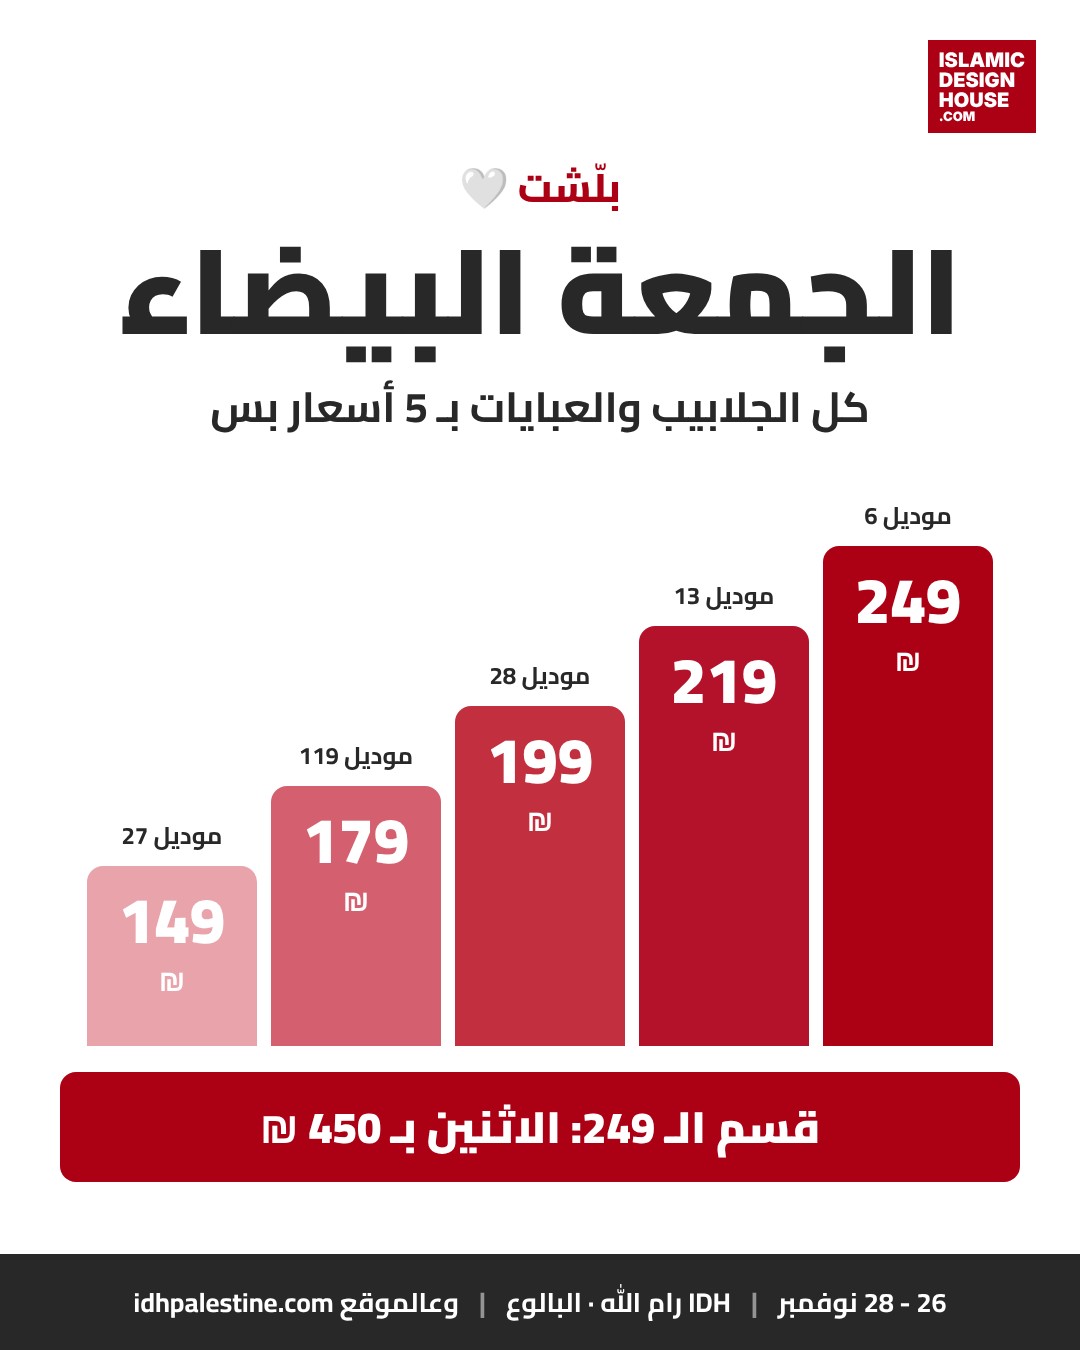 ISLAMIC
DESIGN
HOUSE
.COM
بلّشت 🤍
الجمعة البيضاء
كل الجلابيب والعبايات بـ 5 أسعار بس
موديل 6
249
₪
موديل 13
219
₪
موديل 28
199
₪
موديل 119
179
₪
موديل 27
149
₪
قسم الـ 249: الاثنين بـ 450 ₪
26 - 28 نوفمبر | IDH رام الله · البالوع | وعالموقع idhpalestine.com